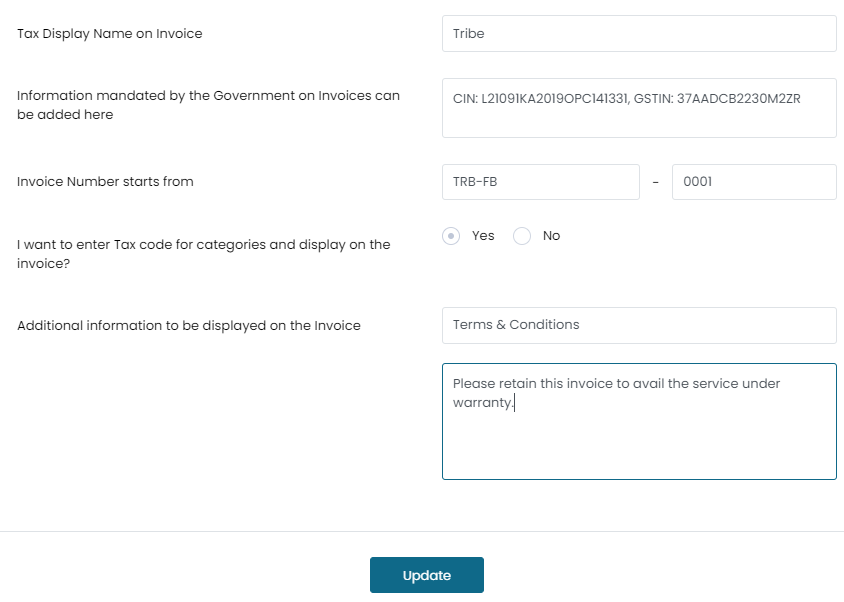 Tax Display Name on Invoice
Tribe
Information mandated by the Government on Invoices can
be added here
CIN: L21091KA2019OPC141331, GSTIN: 37AADCB2230M2ZR
Invoice Number starts from
TRB-FB - 0001
I want to enter Tax code for categories and display on the
invoice?
Yes No
Additional information to be displayed on the Invoice
Terms & Conditions
Please retain this invoice to avail the service under
warranty.
Update